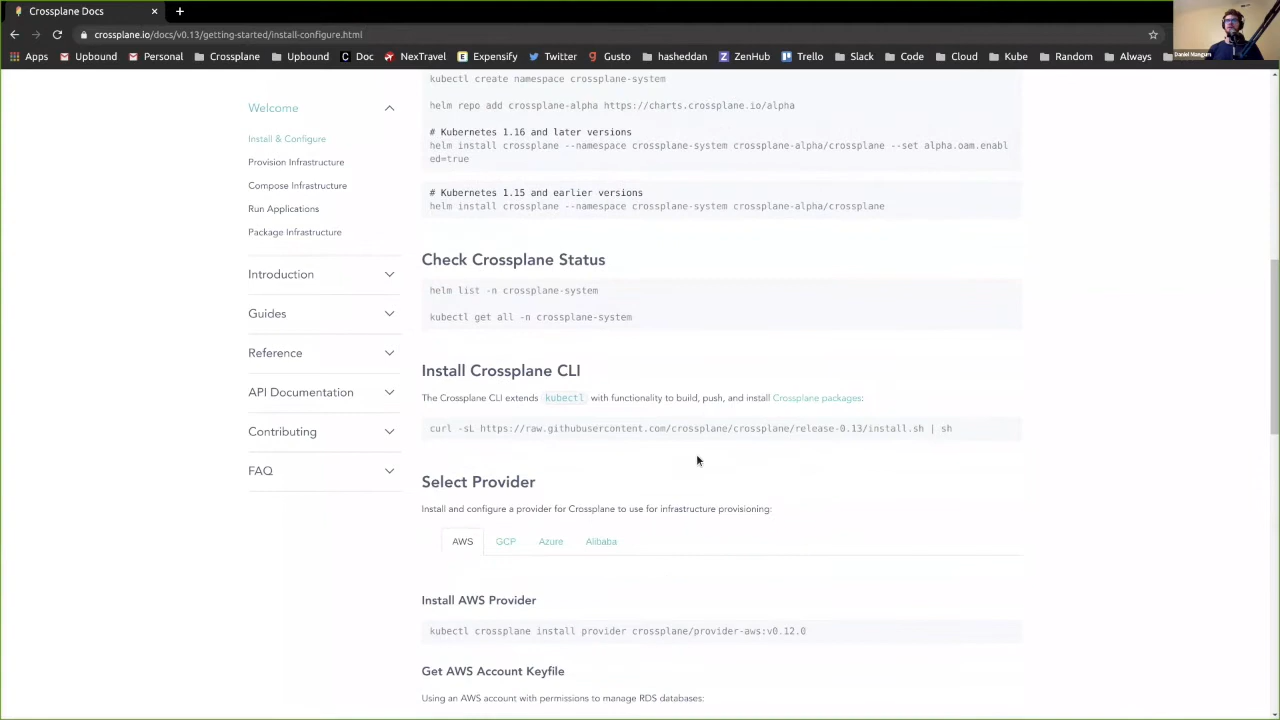 Crossplane Docs
crossplane.io/docs/v0.13/getting-started/install-configure.html
Daniel Mangum
Apps Upbound Personal Crossplane Upbound Doc NexTravel Expensify Twitter Gusto hasheddan ZenHub Trello Slack Code Cloud Kube Random Always
Welcome
Install & Configure
Provision Infrastructure
Compose Infrastructure
Run Applications
Package Infrastructure
Introduction
Guides
Reference
API Documentation
Contributing
FAQ
kubectl create namespace crossplane-system
helm repo add crossplane-alpha https://charts.crossplane.io/alpha
# Kubernetes 1.16 and later versions
helm install crossplane --namespace crossplane-system crossplane-alpha/crossplane --set alpha.oam.enabl
ed=true
# Kubernetes 1.15 and earlier versions
helm install crossplane --namespace crossplane-system crossplane-alpha/crossplane
Check Crossplane Status
helm list -n crossplane-system
kubectl get all -n crossplane-system
Install Crossplane CLI
The Crossplane CLI extends kubectl with functionality to build, push, and install Crossplane packages:
curl -sL https://raw.githubusercontent.com/crossplane/crossplane/release-0.13/install.sh | sh
Select Provider
Install and configure a provider for Crossplane to use for infrastructure provisioning:
AWS GCP Azure Alibaba
Install AWS Provider
kubectl crossplane install provider crossplane/provider-aws:v0.12.0
Get AWS Account Keyfile
Using an AWS account with permissions to manage RDS databases: